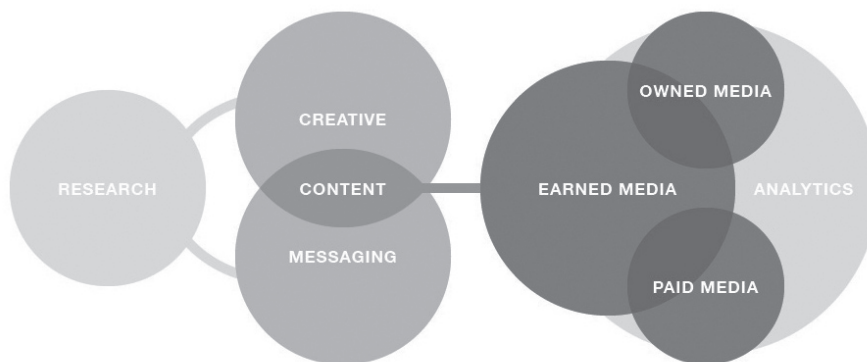 RESEARCH
CREATIVE
CONTENT
MESSAGING
OWNED MEDIA
EARNED MEDIA
ANALYTICS
PAID MEDIA